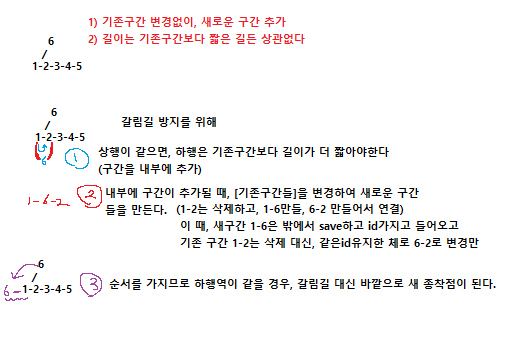 1) 기존구간 변경없이, 새로운 구간 추가
2) 길이는 기존구간보다 짧은 길든 상관없다
6
/
1-2-3-4-5
6
/
1-2-3-4-5
6
갈림길 방지를 위해
1
상행이 같으면, 하행은 기존구간보다 길이가 더 짧아야한다
(구간을 내부에 추가)
1-6-2
2
내부에 구간이 추가될 때, [기존구간들]을 변경하여 새로운 구간
들을 만든다. (1-2는 삭제하고, 1-6만들, 6-2 만들어서 연결)
이 때, 새구간 1-6은 밖에서 save하고 id가지고 들어오고
기존 구간 1-2는 삭제 대신, 같은id유지한 체로 6-2로 변경만
6
/
6-1-2-3-4-5
3
순서를 가지므로 하행역이 같을 경우, 갈림길 대신 바깥으로 새 종착점이 된다.